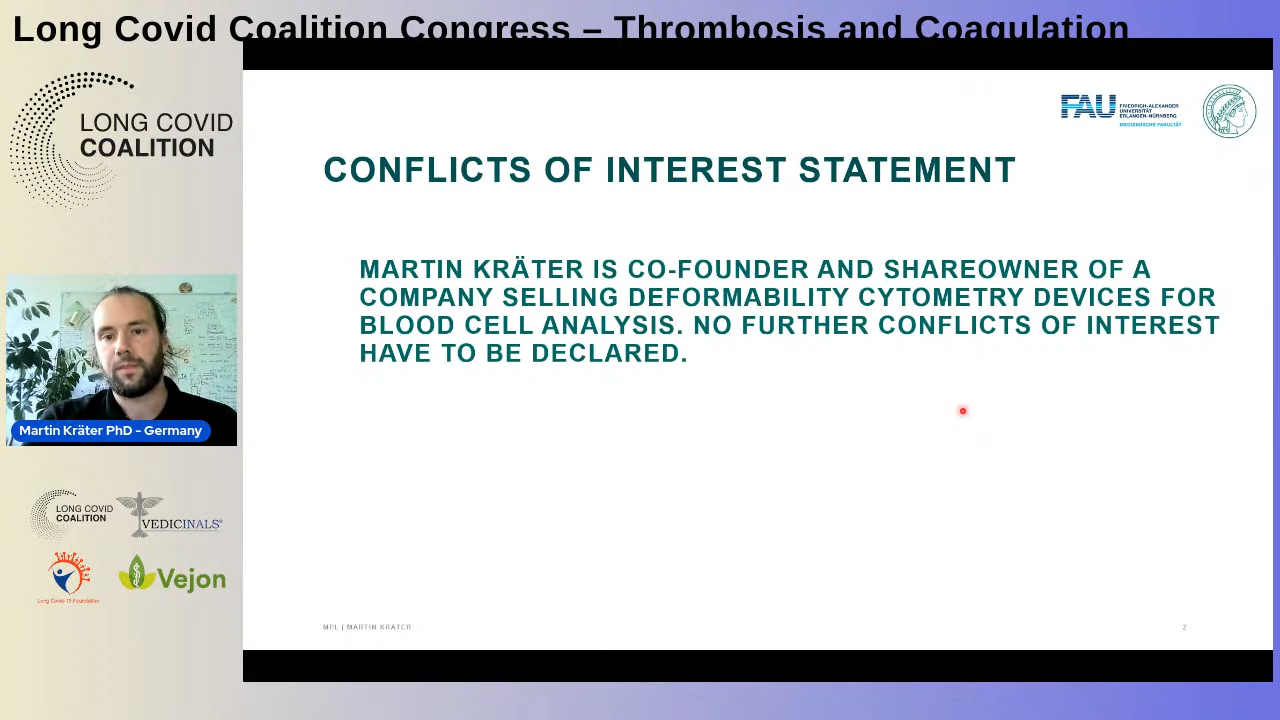 Long Covid Coalition Congress – Thrombosis and Coagulation
LONG COVID
COALITION
FAU
FRIEDRICH-ALEXANDER
UNIVERSITÄT
ERLANGEN-NÜRNBERG
MEDIZINISCHE FAKULTÄT
CONFLICTS OF INTEREST STATEMENT
MARTIN KRÄTER IS CO-FOUNDER AND SHAREOWNER OF A
COMPANY SELLING DEFORMABILITY CYTOMETRY DEVICES FOR
BLOOD CELL ANALYSIS. NO FURTHER CONFLICTS OF INTEREST
HAVE TO BE DECLARED.
Martin Kräter PhD - Germany
LONG COVID
COALITION
VEDICINALS®
Long Covid-19 Foundation
Vejon
MPL | MARTIN KRÄTER
2